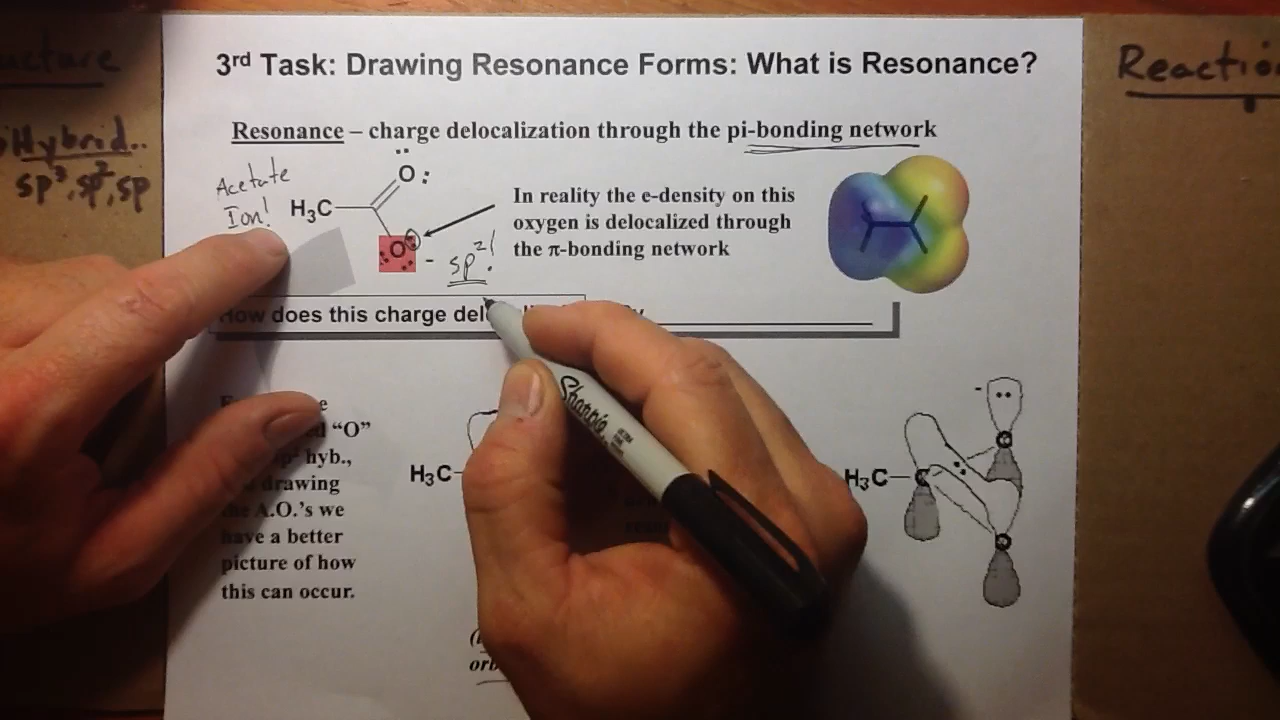 3rd Task: Drawing Resonance Forms: What is Resonance?
Resonance – charge delocalization through the pi-bonding network
Acetate
Ion!
H₃C
O
O
-
sp²!
In reality the e-density on this
oxygen is delocalized through
the π-bonding network
How does this charge
Hybrid..
sp³, sp², sp
Reactio
“O”
hyb.,
drawing
A.O.’s we
have a better
picture of how
this can occur.
H₃C
Sharpie
H₃C
C
O
O
-